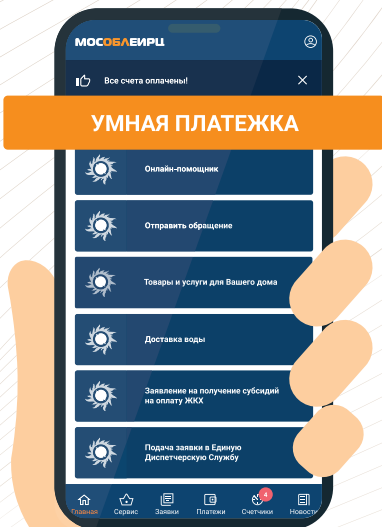 МОСОБЛЕИРЦ
Все счета оплачены!
УМНАЯ ПЛАТЕЖКА
Онлайн-помощник
Отправить обращение
Товары и услуги для Вашего дома
Доставка воды
Заявление на получение субсидий
на оплату ЖКХ
Подача заявки в Единую
Диспетчерскую Службу
4
Главная Сервис Заявки Платежи Счетчики Новости